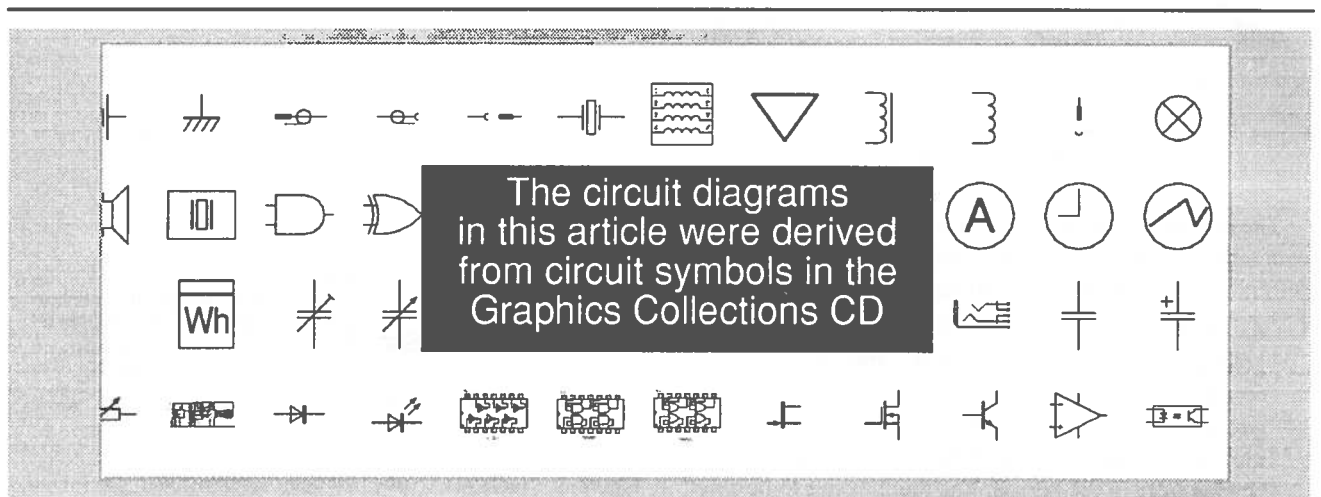 The circuit diagrams
in this article were derived
from circuit symbols in the
Graphics Collections CD
A
Wh
+